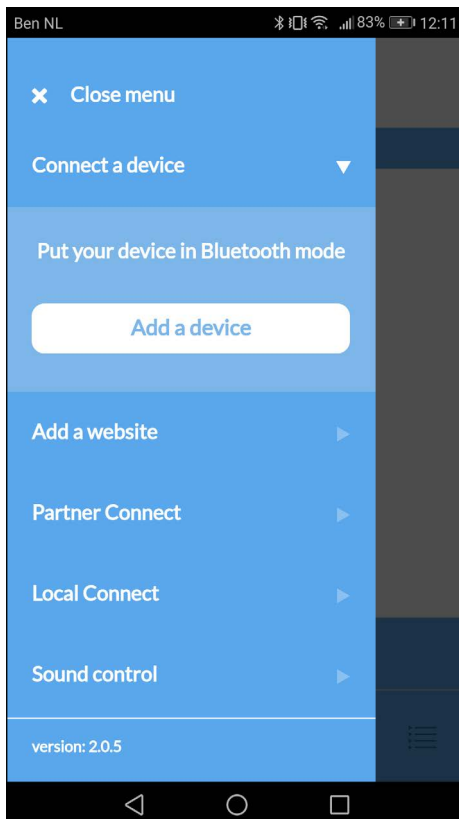 Ben NL 83% 12:11
Close menu
Connect a device
Put your device in Bluetooth mode
Add a device
Add a website
Partner Connect
Local Connect
Sound control
version: 2.0.5